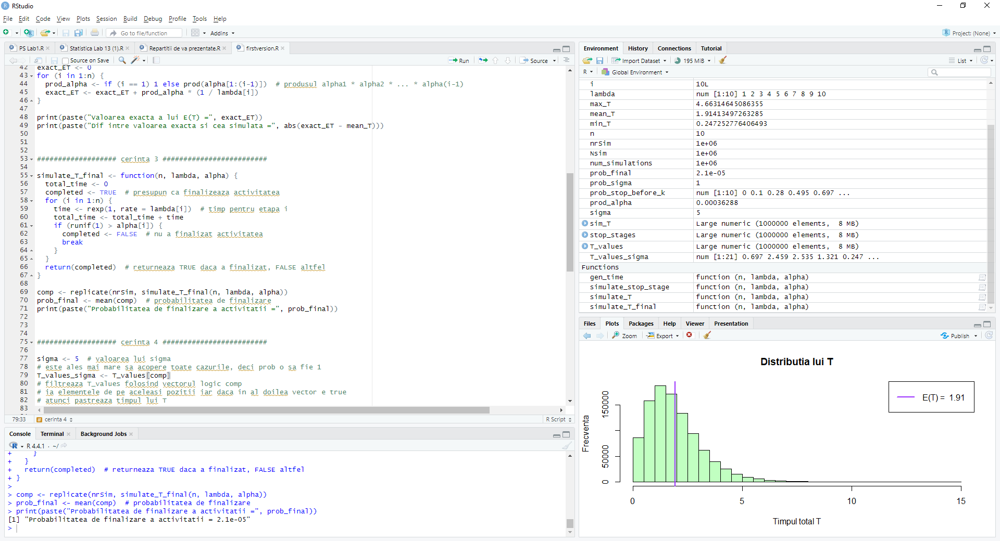 RStudio
File Edit Code View Plots Session Build Debug Profile Tools Help
Go to file/function Addins Project: (None)
PS Lab1.R Statistica Lab 13 (1).R Repartitii de va prezentate.R firstversion.R
Source on Save Run Source
42 exact_ET <- 0
43 for (i in 1:n) {
44 prod_alpha <- if (i == 1) 1 else prod(alpha[1:(i-1)]) # produsul alpha1 * alpha2 * ... * alpha(i-1)
45 exact_ET <- exact_ET + prod_alpha * (1 / lambda[i])
46 }
47
48 print(paste("Valoarea exacta a lui E(T) =", exact_ET))
49 print(paste("Dif intre valoarea exacta si cea simulata =", abs(exact_ET - mean_T)))
50
51
52
53 ################### cerinta 3 #########################
54
55 simulate_T_final <- function(n, lambda, alpha) {
56 total_time <- 0
57 completed <- TRUE # presupun ca finalizeaza activitatea
58 for (i in 1:n) {
59 time <- rexp(1, rate = lambda[i]) # timp pentru etapa i
60 total_time <- total_time + time
61 if (runif(1) > alpha[i]) {
62 completed <- FALSE # nu a finalizat activitatea
63 break
64 }
65 }
66 return(completed) # returneaza TRUE daca a finalizat, FALSE altfel
67 }
68
69 comp <- replicate(nrSim, simulate_T_final(n, lambda, alpha))
70 prob_final <- mean(comp) # probabilitatea de finalizare
71 print(paste("Probabilitatea de finalizare a activitatii =", prob_final))
72
73
74
75 ################### cerinta 4 #########################
76
77 sigma <- 5 # valoarea lui sigma
78 # este ales mai mare sa acopere toate cazurile, deci prob o sa fie 1
79 T_values_sigma <- T_values[comp]
80 # filtreaza T_values folosind vectorul logic comp
81 # ia elementele de pe aceleasi pozitii iar daca in al doilea vector e true
82 # atunci pastreaza timpul lui T
83
79:33 cerinta 4 R Script
Console Terminal Background Jobs
R 4.4.1 · ~/
+ }
+ }
+ return(completed) # returneaza TRUE daca a finalizat, FALSE altfel
+ }
>
> comp <- replicate(nrSim, simulate_T_final(n, lambda, alpha))
> prob_final <- mean(comp) # probabilitatea de finalizare
> print(paste("Probabilitatea de finalizare a activitatii =", prob_final))
[1] "Probabilitatea de finalizare a activitatii = 2.1e-05"
>
Environment History Connections Tutorial
Import Dataset 195 MiB List
R Global Environment
i 10L
lambda num [1:10] 1 2 3 4 5 6 7 8 9 10
max_T 4.66314645086355
mean_T 1.91413497263285
min_T 0.247252776406493
n 10
nrSim 1e+06
Nsim 1e+06
num_simulations 1e+06
prob_final 2.1e-05
prob_sigma 1
prob_stop_before_k num [1:10] 0 0.1 0.28 0.495 0.697 ...
prod_alpha 0.00036288
sigma 5
sim_T Large numeric (1000000 elements, 8 MB)
stop_stages Large numeric (1000000 elements, 8 MB)
T_values Large numeric (1000000 elements, 8 MB)
T_values_sigma num [1:21] 0.697 2.459 2.535 1.321 0.247 ...
Functions
gen_time function (n, lambda, alpha)
simulate_stop_stage function (n, lambda, alpha)
simulate_T function (n, lambda, alpha)
simulate_T_final function (n, lambda, alpha)
Files Plots Packages Help Viewer Presentation
Zoom Export Publish
Distributia lui T
E(T) = 1.91
Frecventa
150000
50000
0
0 5 10 15
Timpul total T